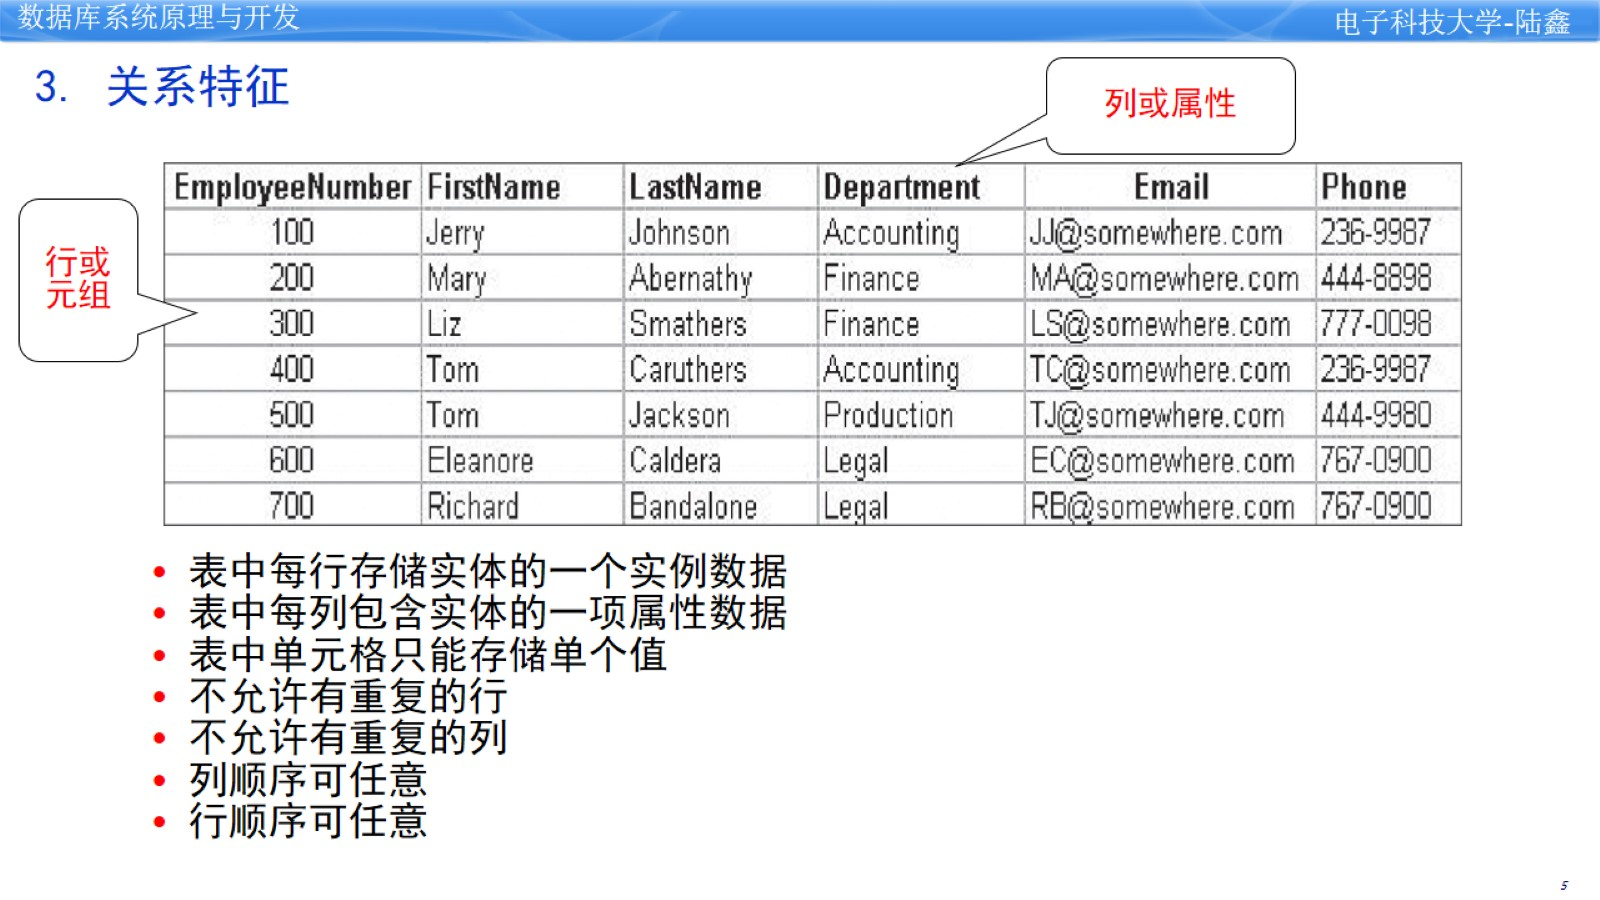 数据库系统原理与开发
电子科技大学-陆鑫
3. 关系特征
列或属性
行或
元组
EmployeeNumber FirstName LastName Department Email Phone
100 Jerry Johnson Accounting JJ@somewhere.com 236-9987
200 Mary Abernathy Finance MA@somewhere.com 444-8898
300 Liz Smathers Finance LS@somewhere.com 777-0098
400 Tom Caruthers Accounting TC@somewhere.com 236-9987
500 Tom Jackson Production TJ@somewhere.com 444-9980
600 Eleanore Caldera Legal EC@somewhere.com 767-0900
700 Richard Bandalone Legal RB@somewhere.com 767-0900
• 表中每行存储实体的一个实例数据
• 表中每列包含实体的一项属性数据
• 表中单元格只能存储单个值
• 不允许有重复的行
• 不允许有重复的列
• 列顺序可任意
• 行顺序可任意
5